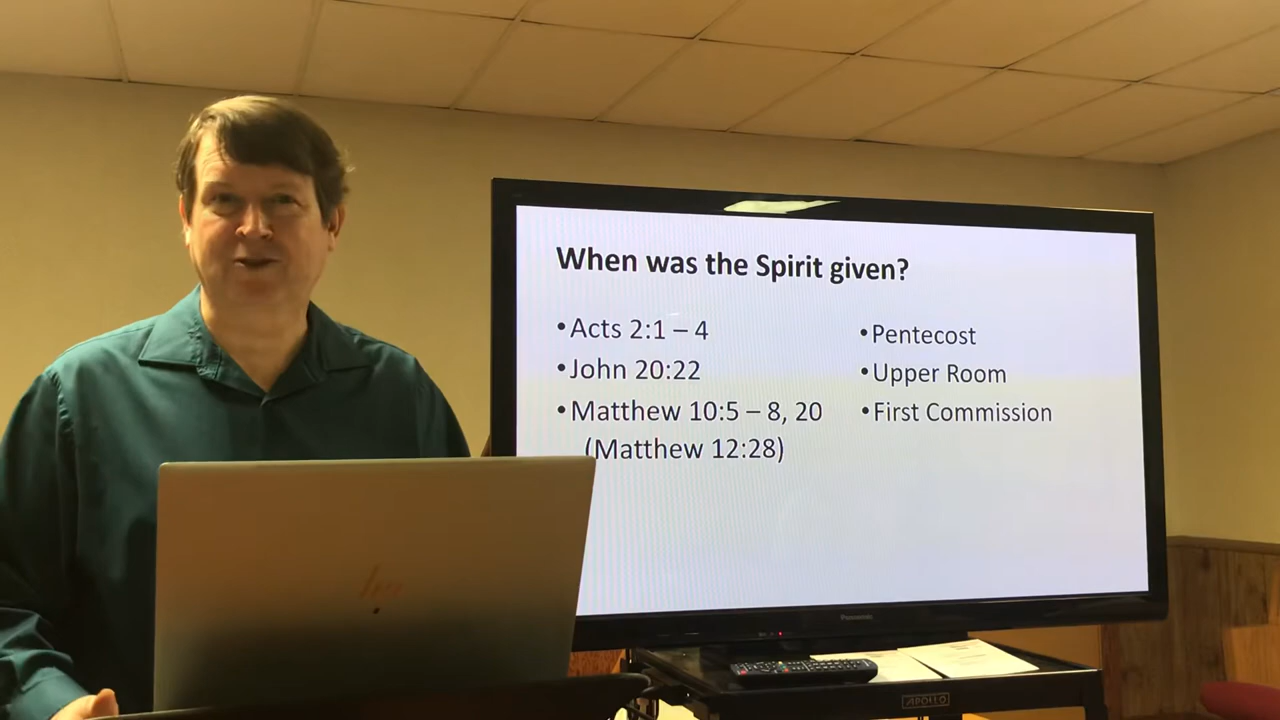 When was the Spirit given?
•Acts 2:1 – 4
•John 20:22
•Matthew 10:5 – 8, 20
(Matthew 12:28)
•Pentecost
•Upper Room
•First Commission
Panasonic
hp
APOLLO